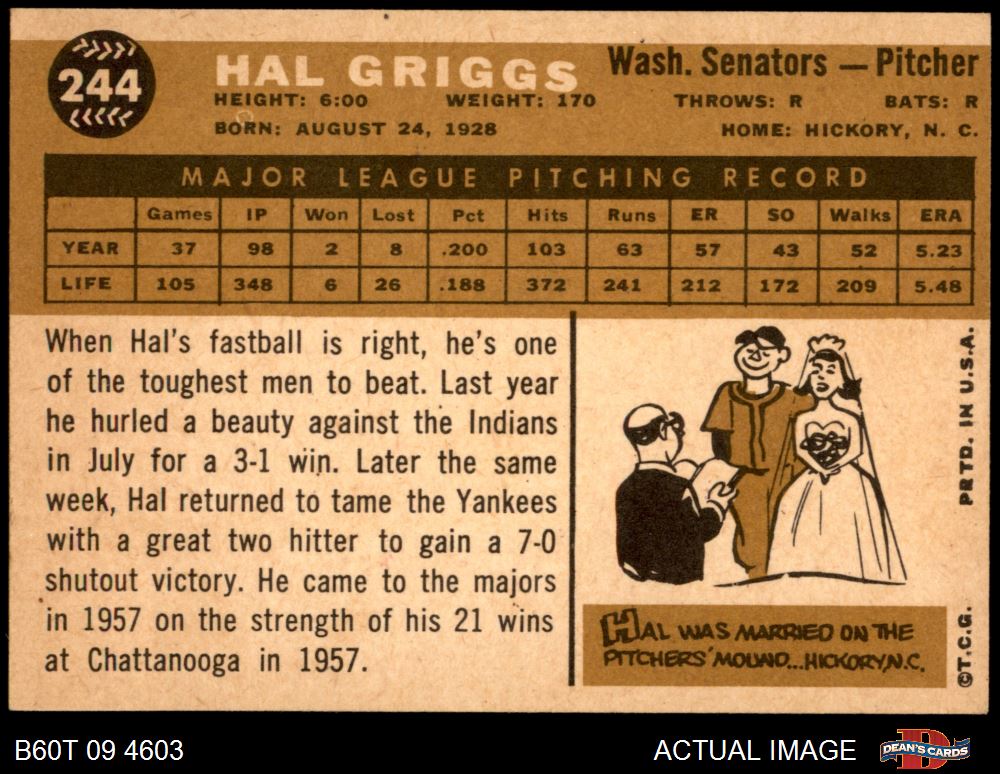 244
HAL GRIGGS
Wash. Senators — Pitcher
HEIGHT: 6:00 WEIGHT: 170 THROWS: R BATS: R
BORN: AUGUST 24, 1928 HOME: HICKORY, N. C.
MAJOR LEAGUE PITCHING RECORD
Games IP Won Lost Pct Hits Runs ER SO Walks ERA
YEAR 37 98 2 8 .200 103 63 57 43 52 5.23
LIFE 105 348 6 26 .188 372 241 212 172 209 5.48
When Hal's fastball is right, he's one
of the toughest men to beat. Last year
he hurled a beauty against the Indians
in July for a 3-1 win. Later the same
week, Hal returned to tame the Yankees
with a great two hitter to gain a 7-0
shutout victory. He came to the majors
in 1957 on the strength of his 21 wins
at Chattanooga in 1957.
HAL WAS MARRIED ON THE
PITCHERS' MOUND...HICKORY, N.C.
©T.C.G. PRTD. IN U.S.A.
B60T 09 4603
ACTUAL IMAGE
DEAN'S CARDS